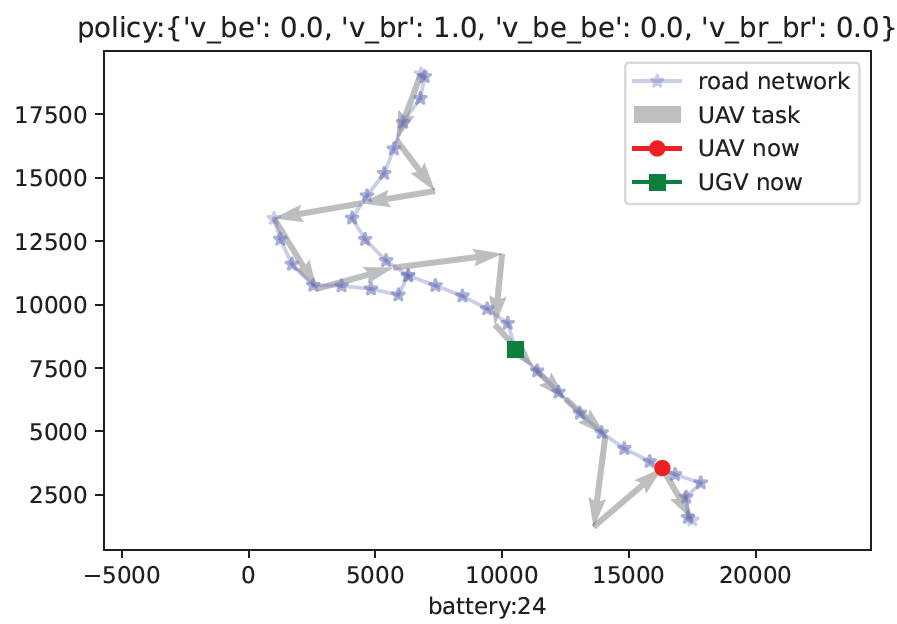 policy:{'v_be': 0.0, 'v_br': 1.0, 'v_be_be': 0.0, 'v_br_br': 0.0}
road network
UAV task
UAV now
UGV now
17500
15000
12500
10000
7500
5000
2500
−5000 0 5000 10000 15000 20000
battery:24